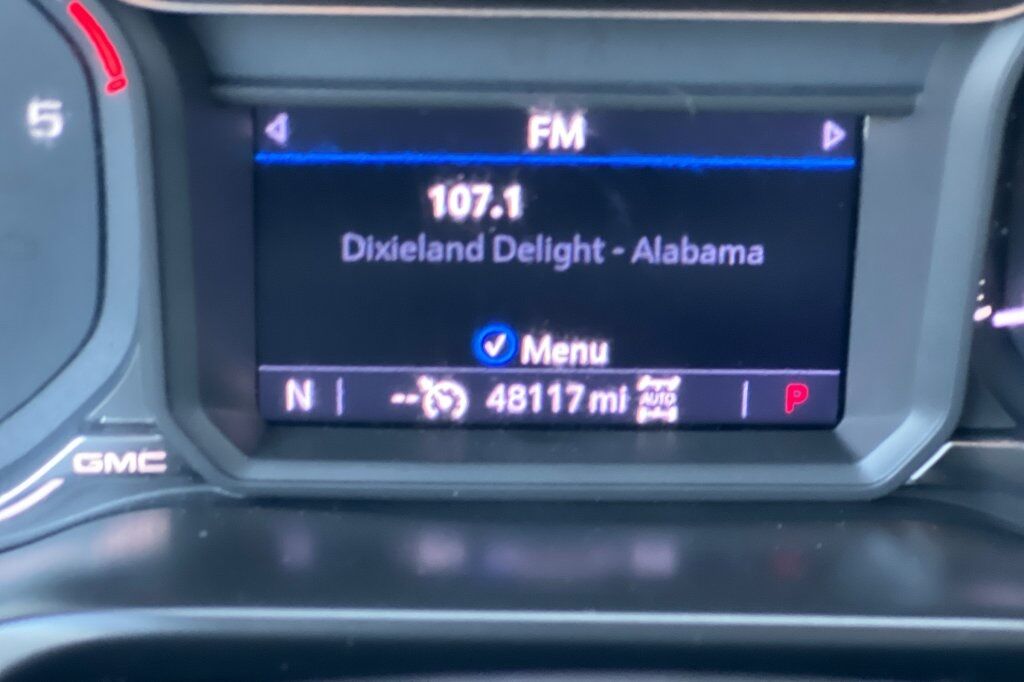 5
FM
107.1
Dixieland Delight - Alabama
Menu
N -- 48117 mi AUTO P
GMC